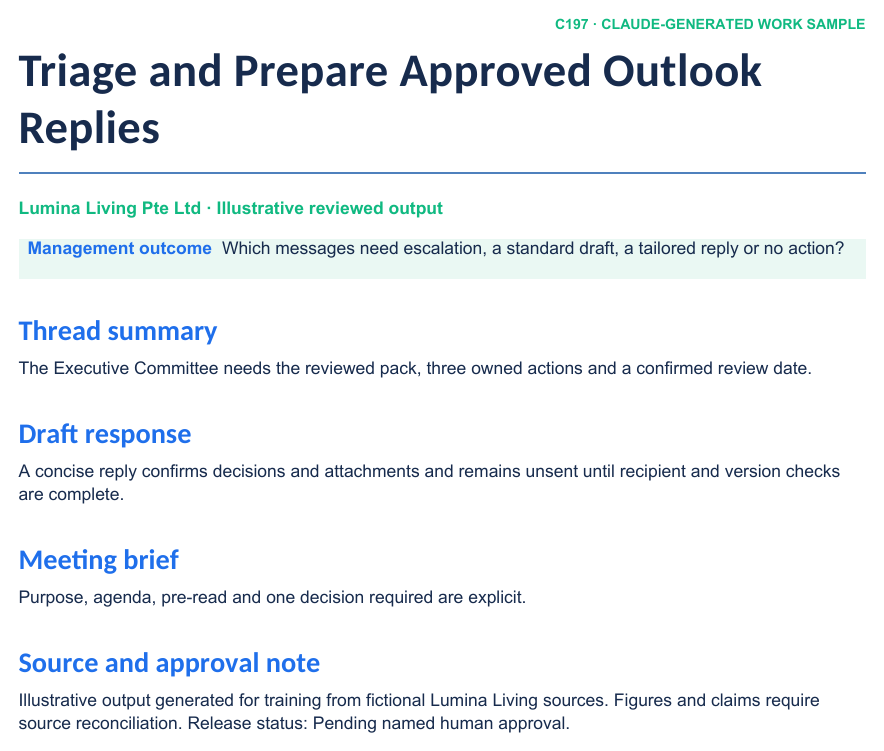 C197 · CLAUDE-GENERATED WORK SAMPLE
Triage and Prepare Approved Outlook
Replies
Lumina Living Pte Ltd · Illustrative reviewed output
Management outcome Which messages need escalation, a standard draft, a tailored reply or no action?
Thread summary
The Executive Committee needs the reviewed pack, three owned actions and a confirmed review date.
Draft response
A concise reply confirms decisions and attachments and remains unsent until recipient and version checks
are complete.
Meeting brief
Purpose, agenda, pre-read and one decision required are explicit.
Source and approval note
Illustrative output generated for training from fictional Lumina Living sources. Figures and claims require
source reconciliation. Release status: Pending named human approval.